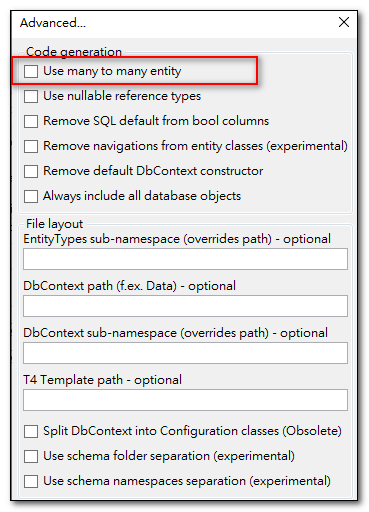 Advanced...
Code generation
Use many to many entity
Use nullable reference types
Remove SQL default from bool columns
Remove navigations from entity classes (experimental)
Remove default DbContext constructor
Always include all database objects
File layout
EntityTypes sub-namespace (overrides path) - optional
DbContext path (f.ex. Data) - optional
DbContext sub-namespace (overrides path) - optional
T4 Template path - optional
Split DbContext into Configuration classes (Obsolete)
Use schema folder separation (experimental)
Use schema namespaces separation (experimental)